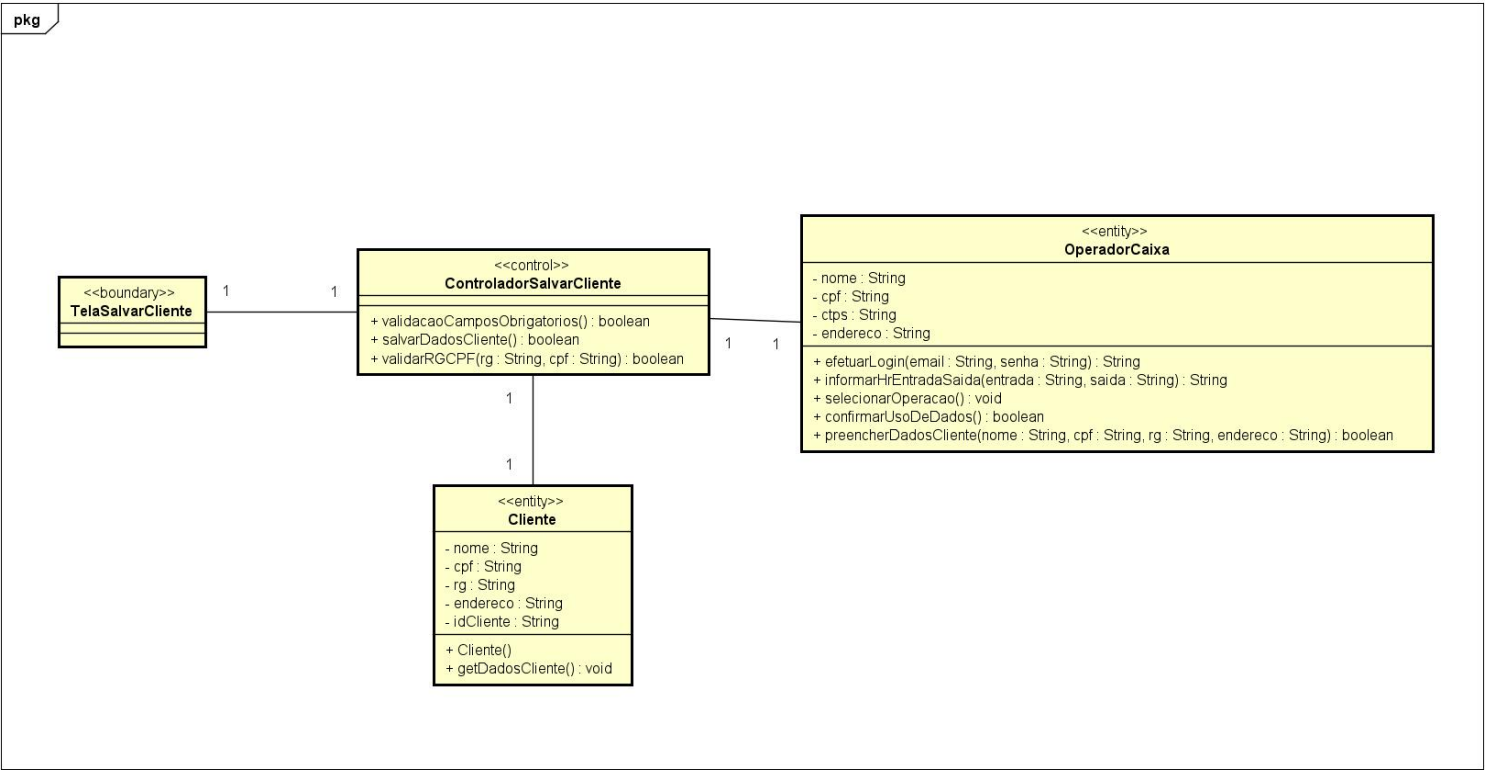 pkg
<<boundary>>
TelaSalvarCliente
1
1
<<control>>
ControladorSalvarCliente
+ validacaoCamposObrigatorios() : boolean
+ salvarDadosCliente() : boolean
+ validarRGCPF(rg : String, cpf : String) : boolean
1
1
<<entity>>
OperadorCaixa
- nome : String
- cpf : String
- ctps : String
- endereco : String
+ efetuarLogin(email : String, senha : String) : String
+ informarHrEntradaSaida(entrada : String, saida : String) : String
+ selecionarOperacao() : void
+ confirmarUsoDeDados() : boolean
+ preencherDadosCliente(nome : String, cpf : String, rg : String, endereco : String) : boolean
1
1
<<entity>>
Cliente
- nome : String
- cpf : String
- rg : String
- endereco : String
- idCliente : String
+ Cliente()
+ getDadosCliente() : void